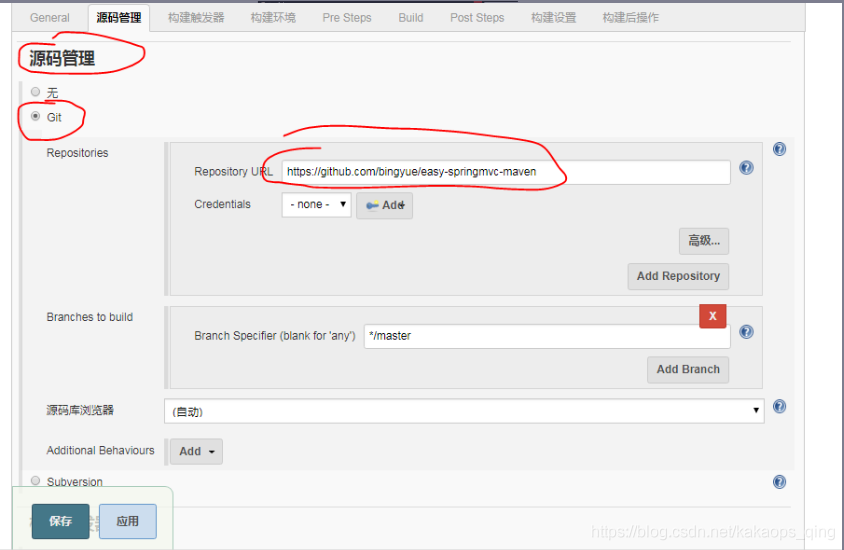 General 源码管理 构建触发器 构建环境 Pre Steps Build Post Steps 构建设置 构建后操作
源码管理
无
Git
Repositories
Repository URL https://github.com/bingyue/easy-springmvc-maven
Credentials - none - Add
高级...
Add Repository
Branches to build
X
Branch Specifier (blank for 'any') */master
Add Branch
源码库浏览器 (自动)
Additional Behaviours Add
Subversion
保存 应用
https://blog.csdn.net/kakaops_qing